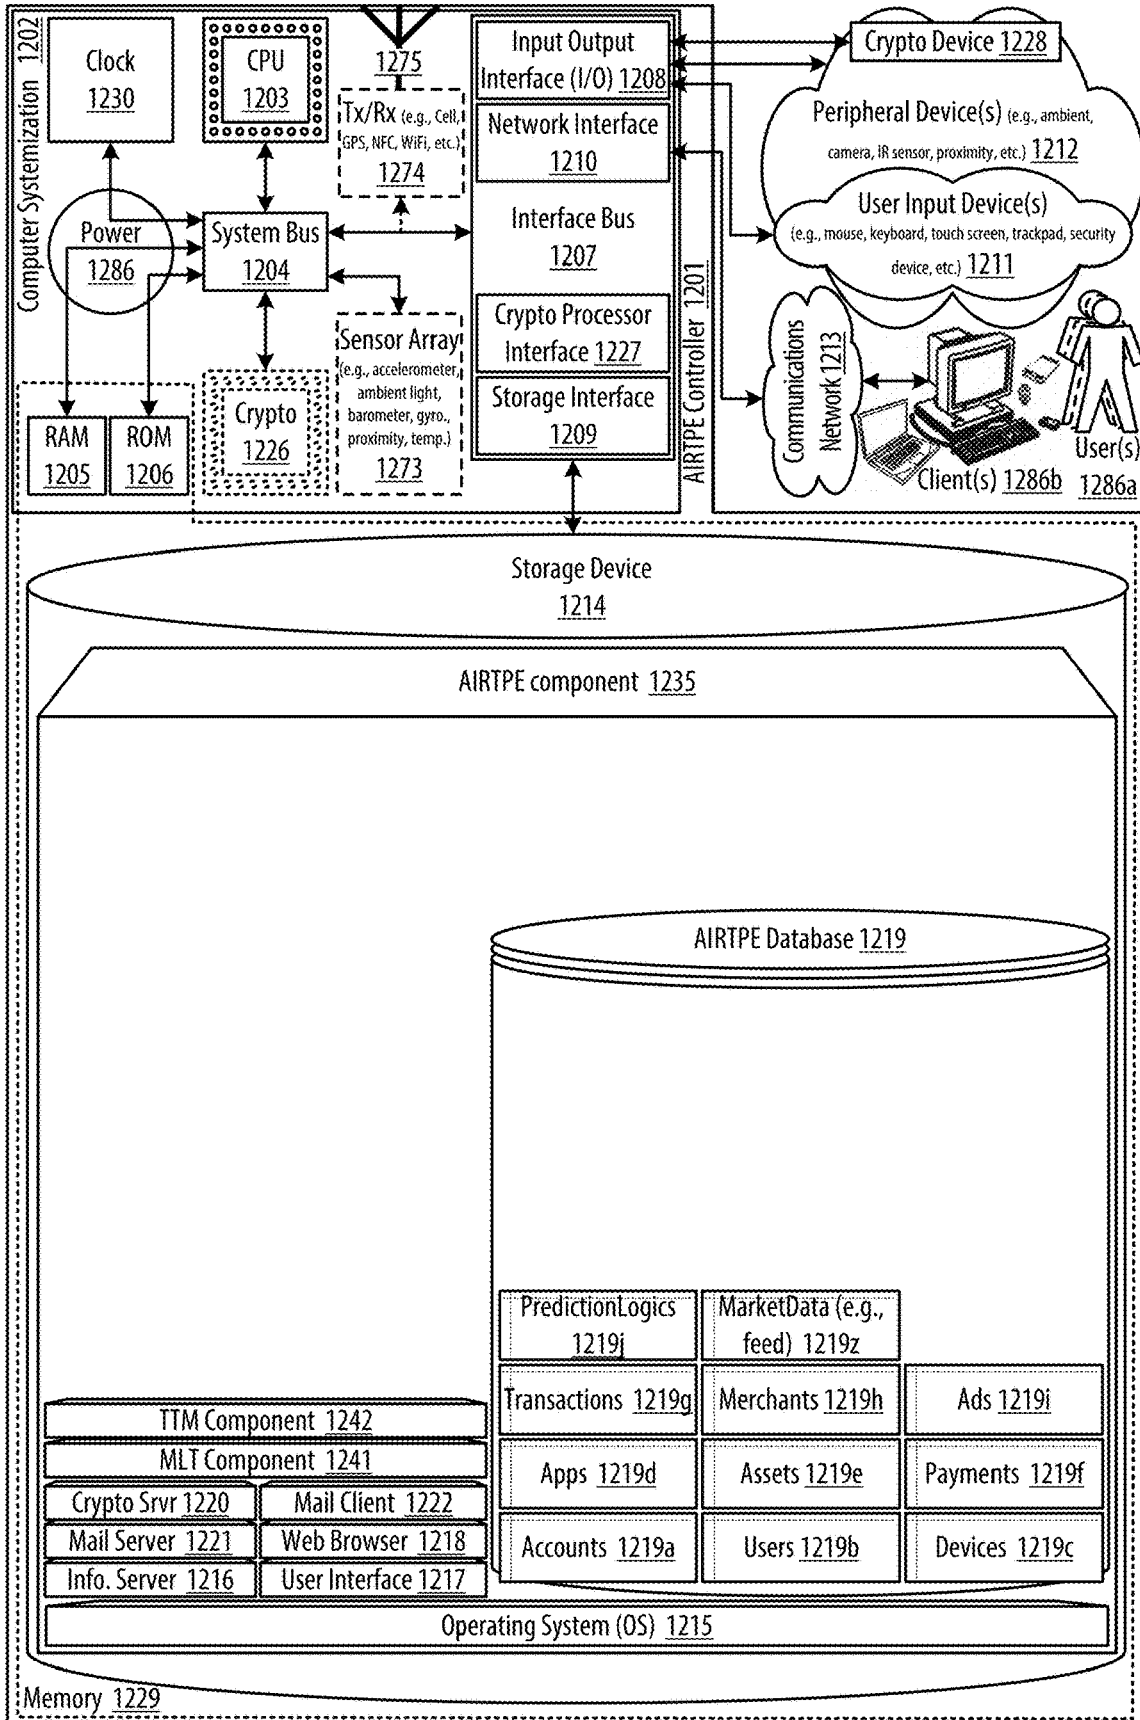 Computer Systemization 1202
Clock
1230
CPU
1203
1275
Tx/Rx (e.g., Cell,
GPS, NFC, WiFi, etc.)
1274
Input Output
Interface (I/O) 1208
Network Interface
1210
Interface Bus
1207
Crypto Processor
Interface 1227
Storage Interface
1209
Power
1286
System Bus
1204
Sensor Array
(e.g., accelerometer,
ambient light,
barometer, gyro.,
proximity, temp.)
1273
RAM
1205
ROM
1206
Crypto
1226
AIRTPE Controller 1201
Crypto Device 1228
Peripheral Device(s) (e.g., ambient,
camera, iR sensor, proximity, etc.) 1212
User Input Device(s)
(e.g., mouse, keyboard, touch screen, trackpad, security
device, etc.) 1211
Communications
Network 1213
Client(s) 1286b
User(s)
1286a
Storage Device
1214
AIRTPE component 1235
AIRTPE Database 1219
PredictionLogics
1219j
MarketData (e.g.,
feed) 1219z
Transactions 1219g
Merchants 1219h
Ads 1219i
Apps 1219d
Assets 1219e
Payments 1219f
Accounts 1219a
Users 1219b
Devices 1219c
TTM Component 1242
MLT Component 1241
Crypto Srvr 1220
Mail Client 1222
Mail Server 1221
Web Browser 1218
Info. Server 1216
User Interface 1217
Operating System (OS) 1215
Memory 1229